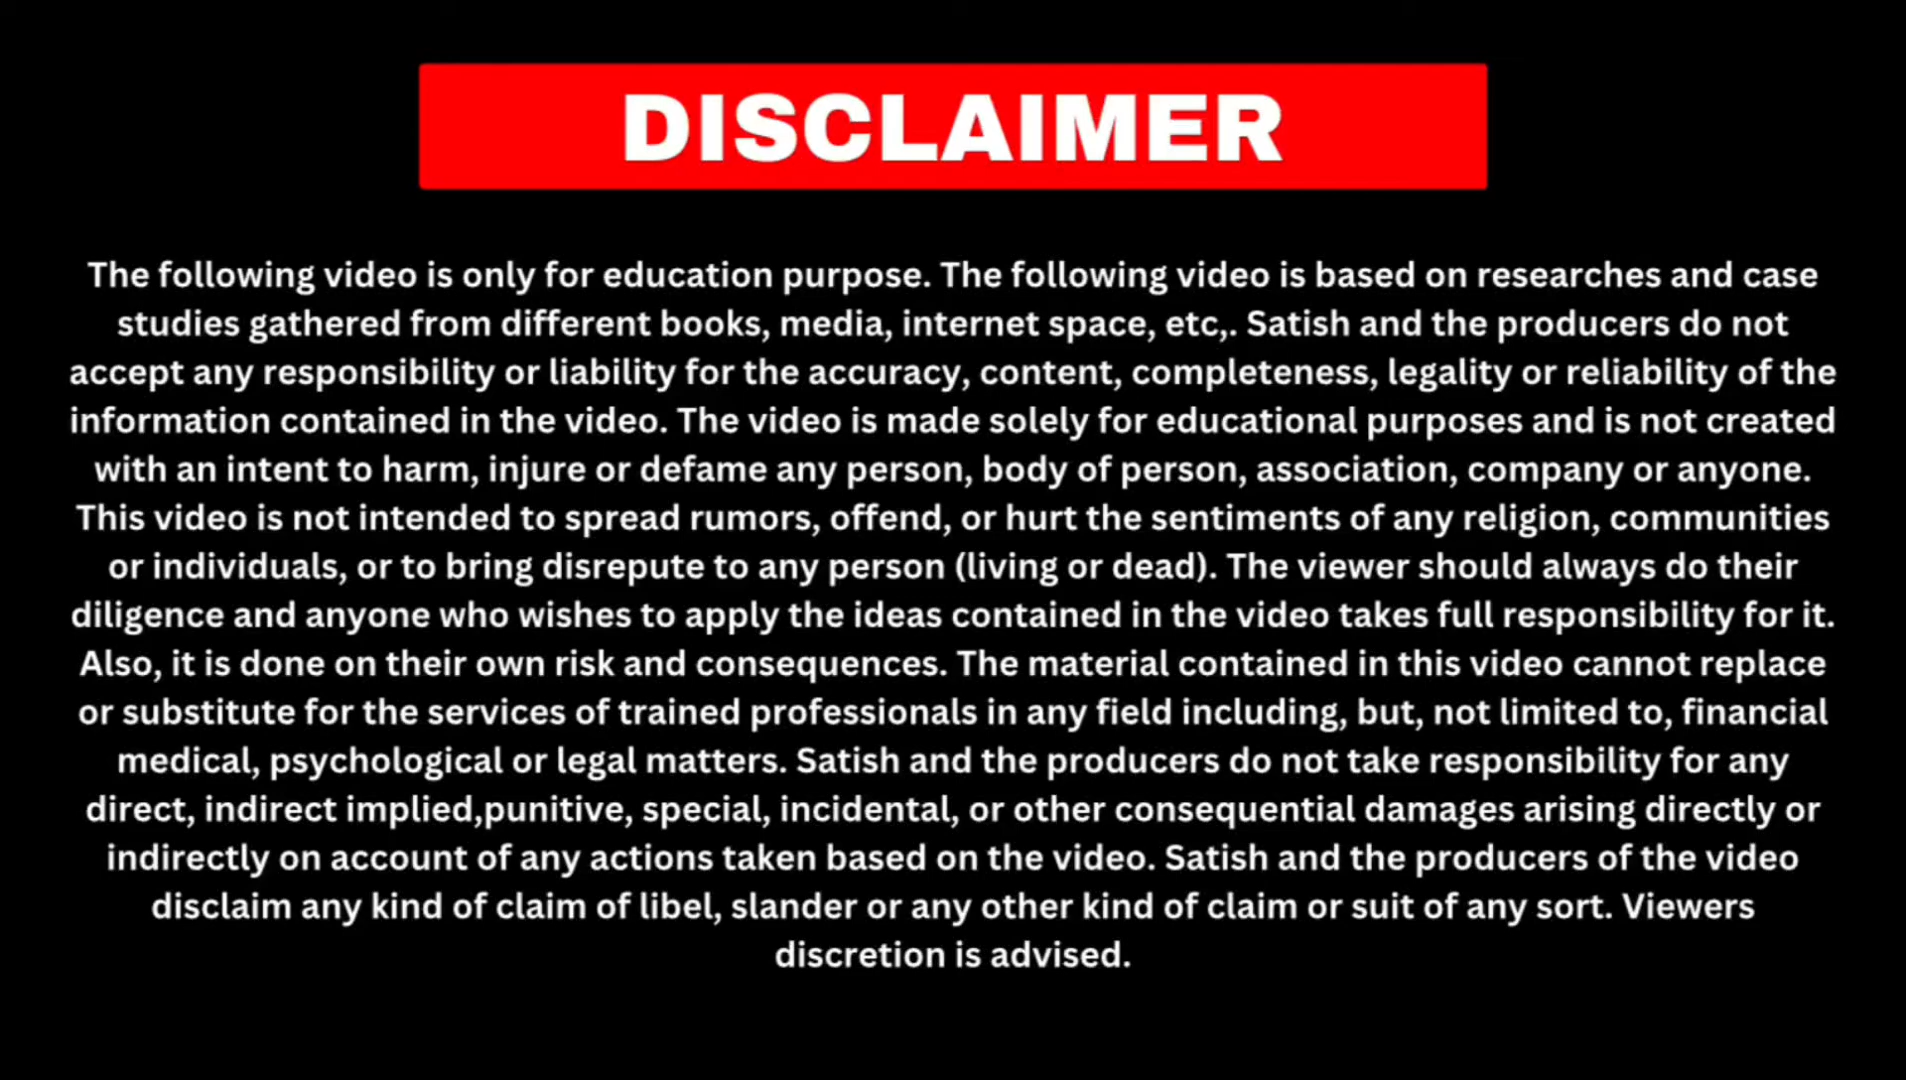 DISCLAIMER
The following video is only for education purpose. The following video is based on researches and case
studies gathered from different books, media, internet space, etc,. Satish and the producers do not
accept any responsibility or liability for the accuracy, content, completeness, legality or reliability of the
information contained in the video. The video is made solely for educational purposes and is not created
with an intent to harm, injure or defame any person, body of person, association, company or anyone.
This video is not intended to spread rumors, offend, or hurt the sentiments of any religion, communities
or individuals, or to bring disrepute to any person (living or dead). The viewer should always do their
diligence and anyone who wishes to apply the ideas contained in the video takes full responsibility for it.
Also, it is done on their own risk and consequences. The material contained in this video cannot replace
or substitute for the services of trained professionals in any field including, but, not limited to, financial
medical, psychological or legal matters. Satish and the producers do not take responsibility for any
direct, indirect implied,punitive, special, incidental, or other consequential damages arising directly or
indirectly on account of any actions taken based on the video. Satish and the producers of the video
disclaim any kind of claim of libel, slander or any other kind of claim or suit of any sort. Viewers
discretion is advised.